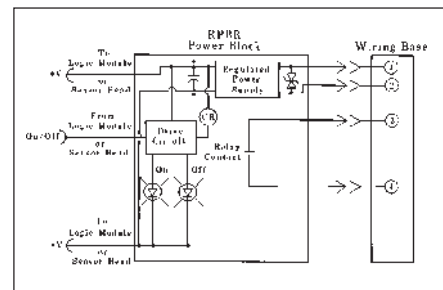 RPBR
Power Block
To
Logic Module
or
Sensor Head
+V
Regulated
Power
Supply
Wiring Base
1
2
3
4
From
Logic Module
or
Sensor Head
On/Off
CR
Drive
Circuit
Relay
Contact
On
Off
To
Logic Module
or
Sensor Head